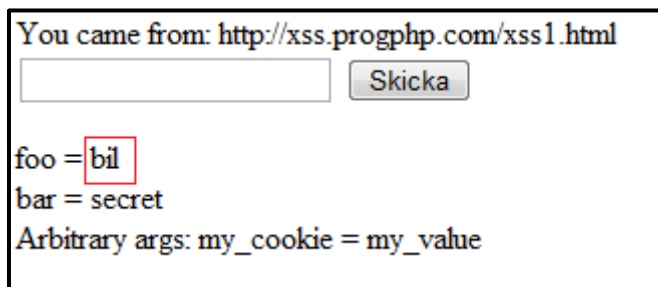 You came from: http://xss.progphp.com/xss1.html
Skicka
foo = bil
bar = secret
Arbitrary args: my_cookie = my_value